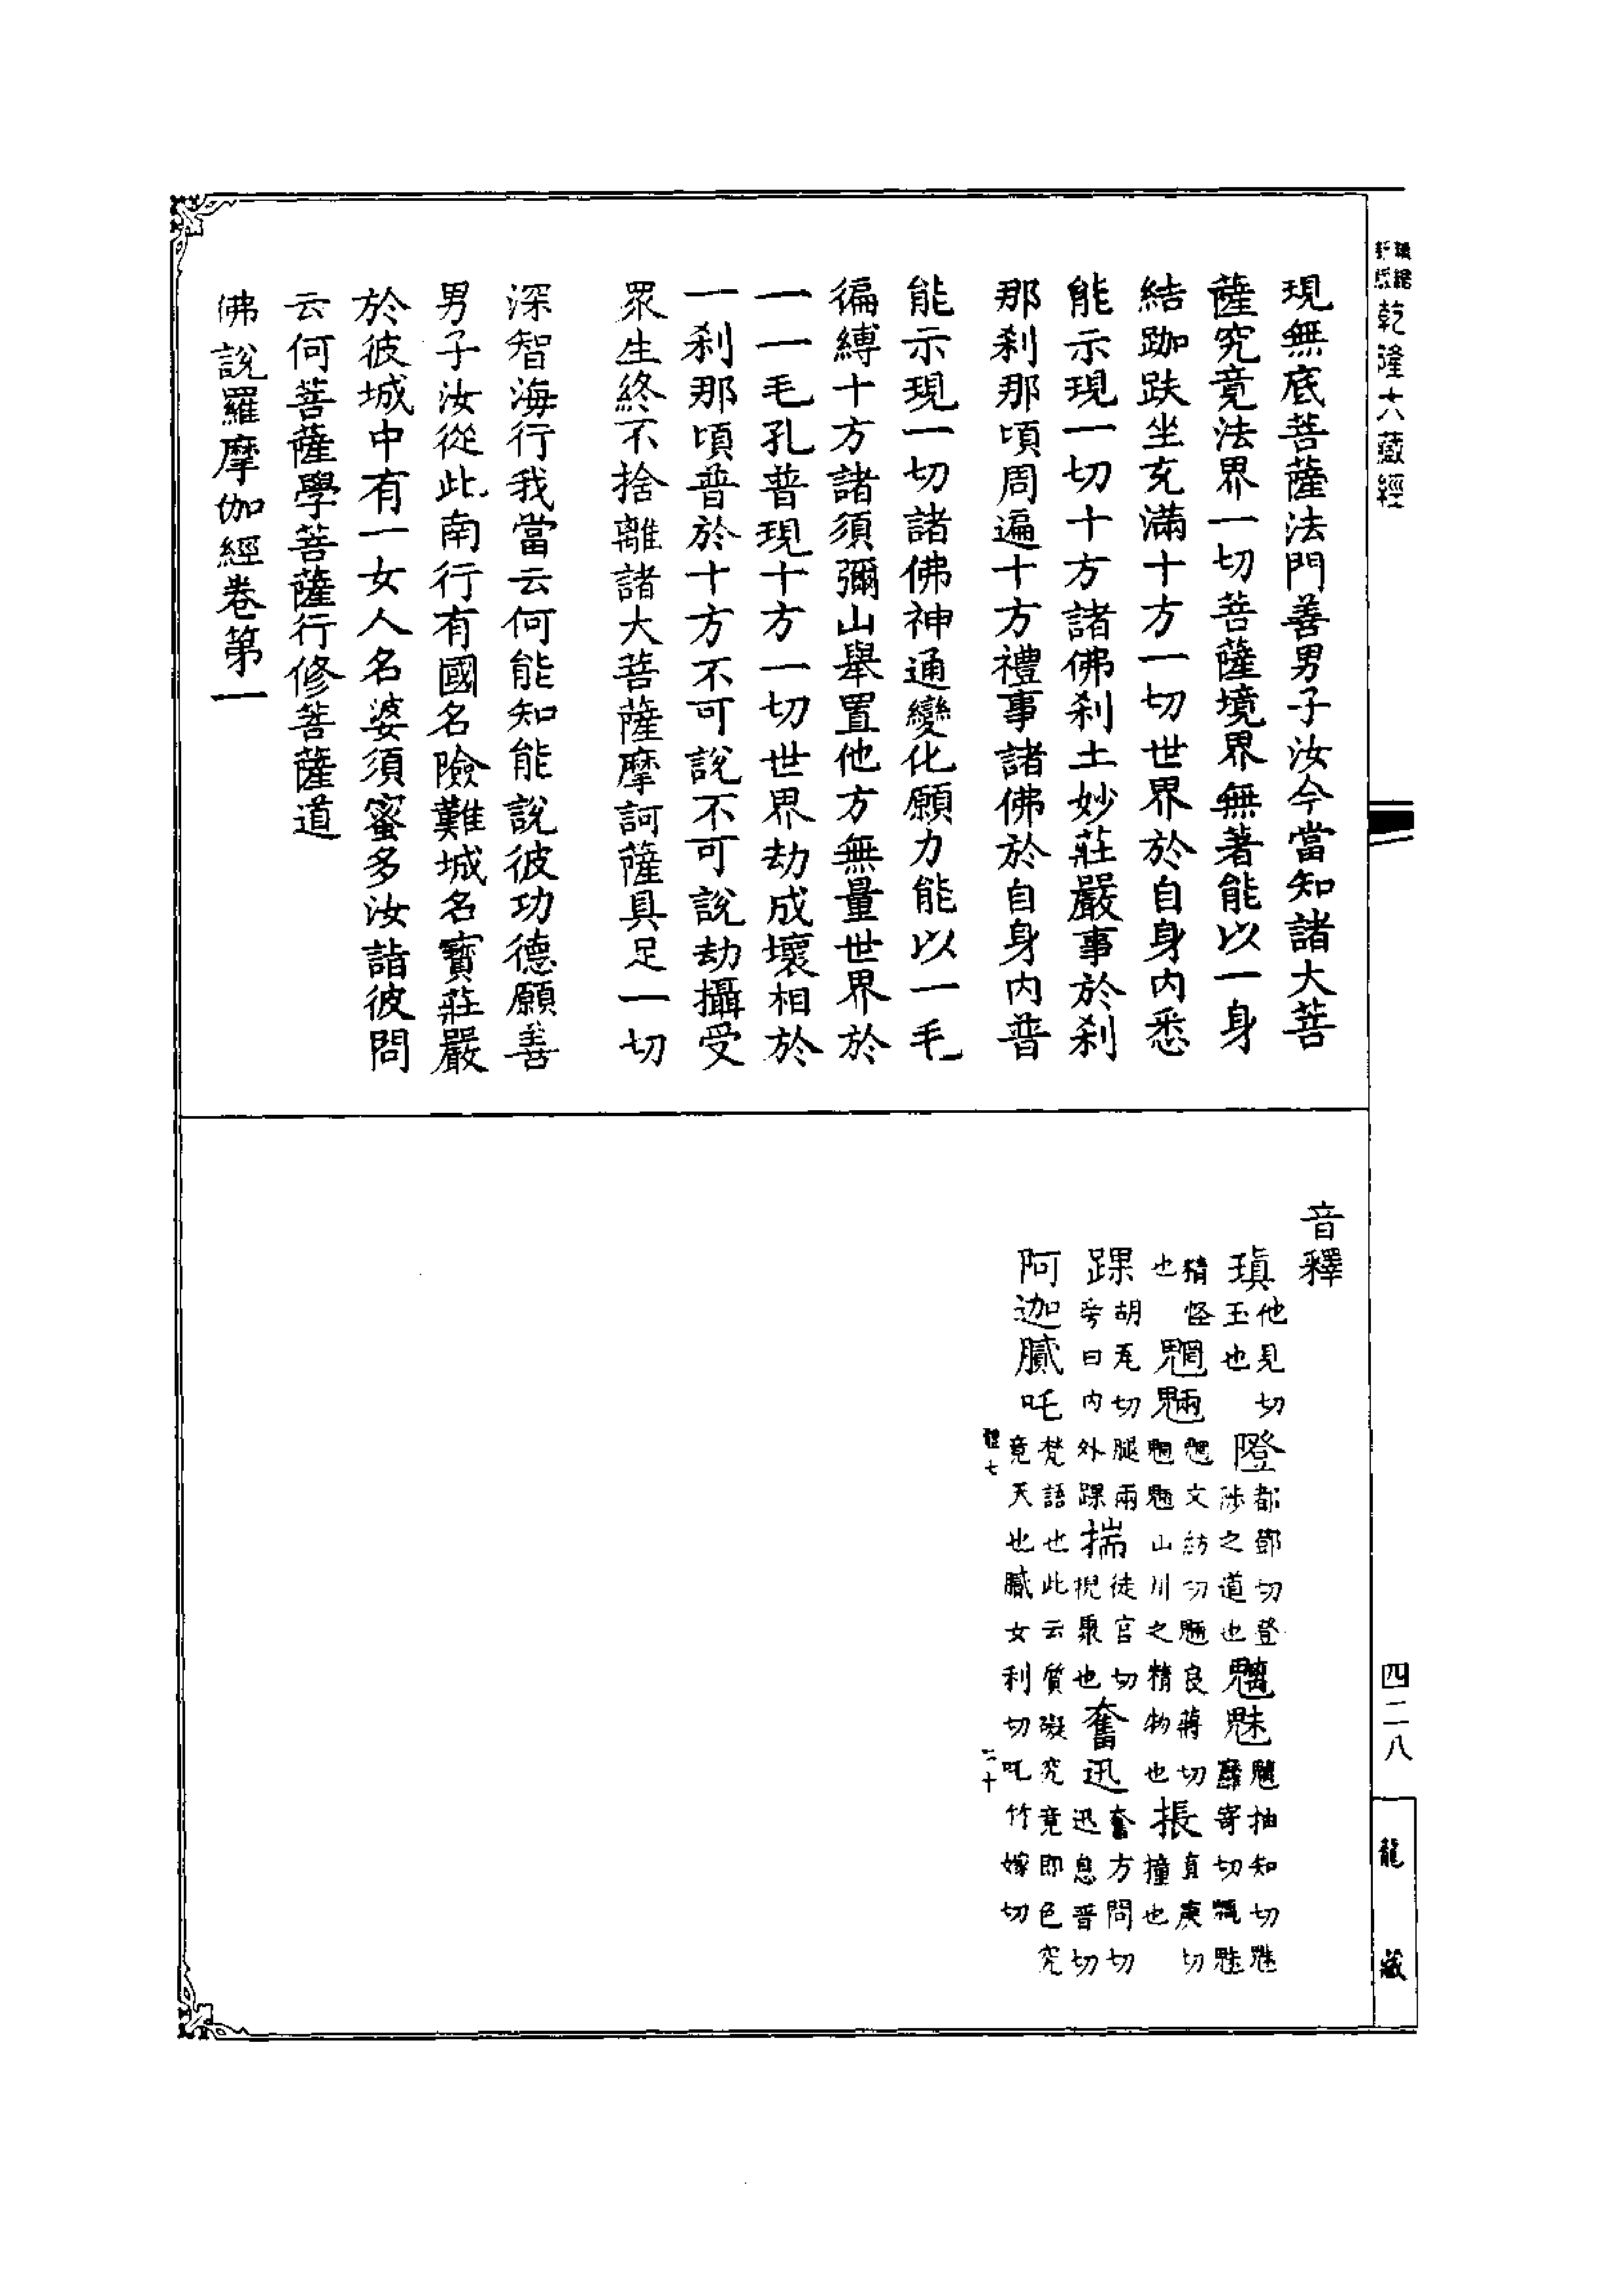 乾隆大藏經
現無底菩薩法門善男子汝今當知諸大菩
薩究竟法界一切菩薩境界無著能以一身
結跏趺坐充滿十方一切世界於自身內悉
能示現一切十方諸佛刹土妙莊嚴事於刹
那刹那頃周遍十方禮事諸佛於自身內普
能示現一切諸佛神通變化願力能以一毛
徧縛十方諸須彌山舉置他方無量世界於
一一毛孔普現十方一切世界劫成壞相於
一刹那頃普於十方不可說不可說劫攝受
眾生終不捨離諸大菩薩摩訶薩具足一切
深智海行我當云何能知能說彼功德願善
男子汝從此南行有國名險難城名寶莊嚴
於彼城中有一女人名婆須蜜多汝詣彼問
云何菩薩學菩薩行修菩薩道
佛說羅摩伽經卷第一
音釋
瑱他見切玉也隥都鄧切登陟之道也魑魅魑抽知切魅
精怪也魍魎魍文紡切魎良蔣切魍魎山川之精物也掁直庚切撞也
踝胡瓦切腿兩旁曰內外踝揣徒官切奮迅奮方問切迅息晉切
阿迦膩吒梵語也此云質礙究竟即色究竟天也膩女利切吒竹嫁切
四二八
龍藏